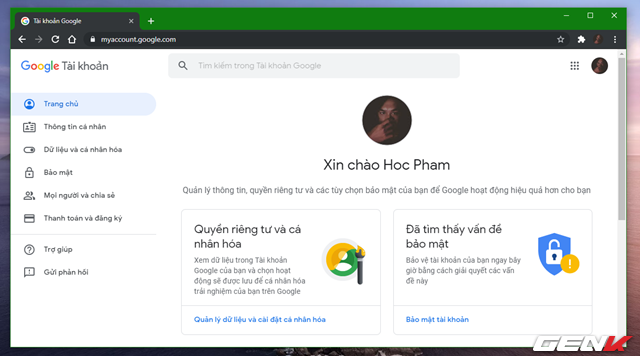 Tài khoản Google
myaccount.google.com
Google Tài khoản
Tìm kiếm trong Tài khoản Google
Trang chủ
Thông tin cá nhân
Dữ liệu và cá nhân hóa
Bảo mật
Mọi người và chia sẻ
Thanh toán và đăng ký
Trợ giúp
Gửi phản hồi
Xin chào Hoc Pham
Quản lý thông tin, quyền riêng tư và các tùy chọn bảo mật của bạn để Google hoạt động hiệu quả hơn cho bạn
Quyền riêng tư và cá
nhân hóa
Xem dữ liệu trong Tài khoản
Google của bạn và chọn hoạt
động sẽ được lưu để cá nhân hóa
trải nghiệm của bạn trên Google
Quản lý dữ liệu và cài đặt cá nhân hóa
Đã tìm thấy vấn đề
bảo mật
Bảo vệ tài khoản của bạn ngay bây
giờ bằng cách giải quyết các vấn
đề này
Bảo mật tài khoản
GENK